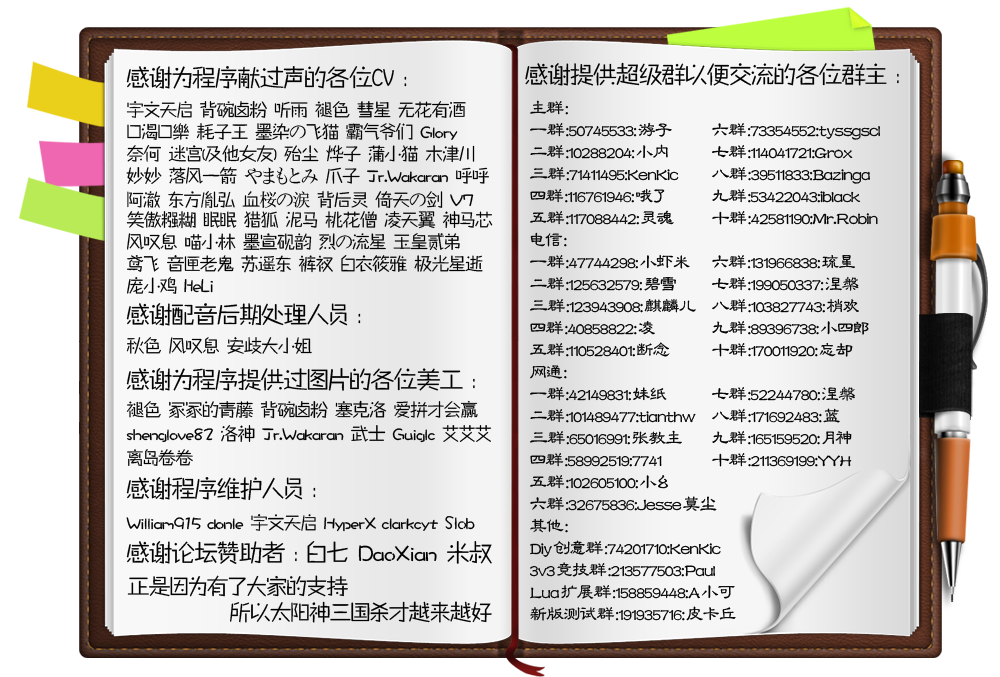 感谢为程序献过声的各位CV：
宇文天启 背碗卤粉 听雨 褪色 彗星 无花有酒
口渴口樂 耗子王 墨染の飞猫 霸气爷们 Glory
奈何 迷宫(及他女友) 殆尘 烨子 蒲小猫 木津川
妙妙 落风一箭 やまもとみ 爪子 Jr.Wakaran 呼呼
阿澈 东方胤弘 血桜の淚 背后灵 倚天の剑 V7
笑傲糨糊 眠眠 猎狐 泥马 桃花僧 凌天翼 神马芯
风叹息 喵小林 墨宣砚韵 烈の流星 玉皇贰弟
鸢飞 音匣老鬼 苏遥东 裤衩 白衣筱雅 极光星逝
庞小鸡 HeLi
感谢配音后期处理人员：
秋色 风叹息 安歧大小姐
感谢为程序提供过图片的各位美工：
褪色 冢冢的青藤 背碗卤粉 塞克洛 爱拼才会赢
shenglove82 洛神 Jr.Wakaran 武士 Guiglc 艾艾艾
离岛卷卷
感谢程序维护人员：
William915 donle 宇文天启 HyperX clarkcyt Slob
感谢论坛赞助者：白七 DaoXian 米叔
正是因为有了大家的支持
所以太阳神三国杀才越来越好
感谢提供超级群以便交流的各位群主：
主群:
一群:50745533:游子
六群:73354552:tyssgscl
二群:10288204:小内
七群:114041721:Grox
三群:71411495:KenKic
八群:39511833:Bazinga
四群:116761946:哦了
九群:53422043:iblack
五群:117088442:灵魂
十群:42581190:Mr.Robin
电信:
一群:47744298:小虾米
六群:131966838:琉星
二群:125632579:碧雪
七群:199050337:涅槃
三群:123943908:麒麟儿
八群:103827743:梢欢
四群:40858822:凌
九群:89396738:小四郎
五群:110528401:断念
十群:170011920:忘却
网通:
一群:42149831:妹纸
七群:52244780:涅槃
二群:101489477:tianthw
八群:171692483:蓝
三群:65016991:张教主
九群:165159520:月神
四群:58992519:7741
十群:211369199:YYH
五群:102605100:小幺
六群:32675836:Jesse莫尘
其他:
Diy创意群:74201710:KenKic
3v3竞技群:213577503:Paul
Lua扩展群:158859448:A小可
新版测试群:191935716:皮卡丘